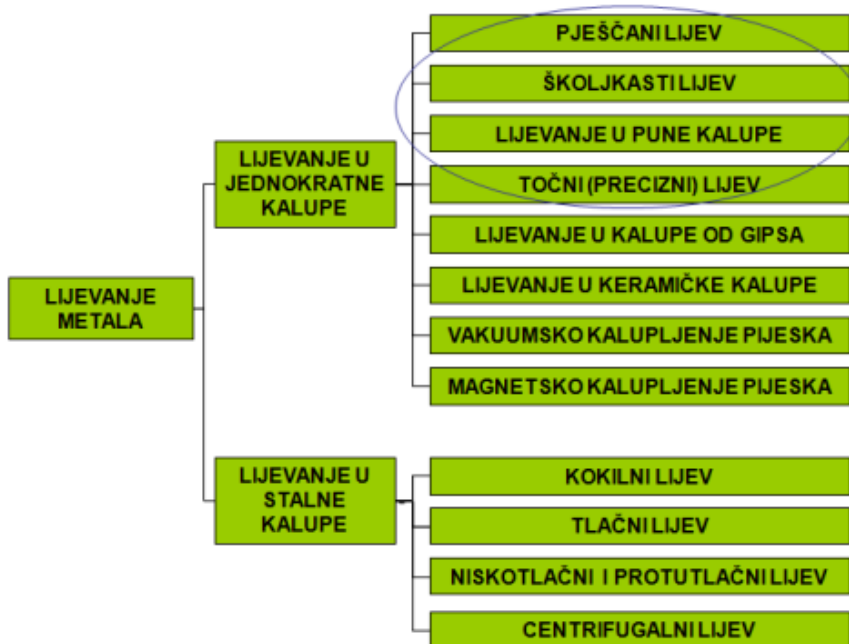 LIJEVANJE
METALA
LIJEVANJE U
JEDNOKRATNE
KALUPE
PJEŠČANI LIJEV
ŠKOLJKASTI LIJEV
LIJEVANJE U PUNE KALUPE
TOČNI (PRECIZNI) LIJEV
LIJEVANJE U KALUPE OD GIPSA
LIJEVANJE U KERAMIČKE KALUPE
VAKUUMSKO KALUPLJENJE PIJESKA
MAGNETSKO KALUPLJENJE PIJESKA
LIJEVANJE U
STALNE
KALUPE
KOKILNI LIJEV
TLAČNI LIJEV
NISKOTLAČNI I PROTUTLAČNI LIJEV
CENTRIFUGALNI LIJEV